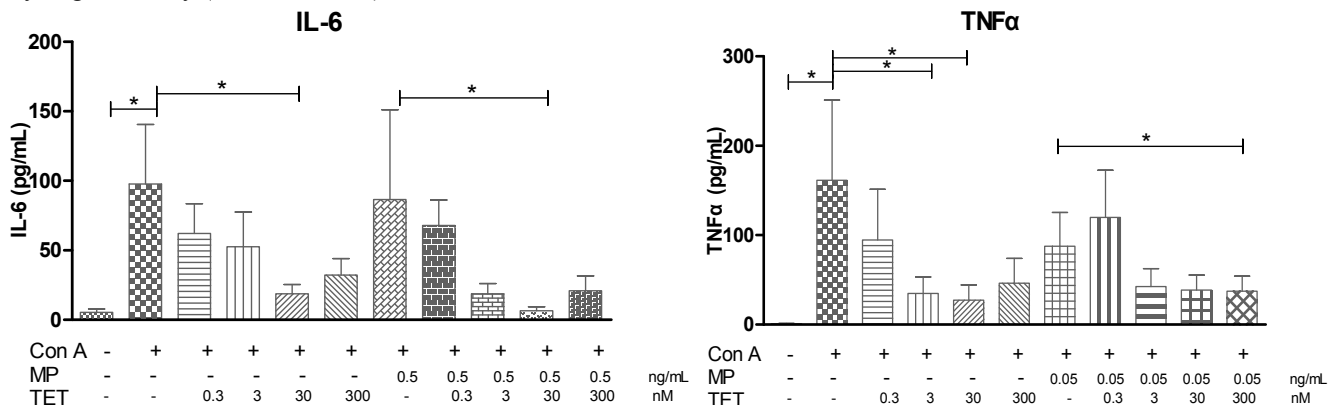 IL-6
200
150
100
50
0
IL-6 (pg/mL)
* * *
Con A - + + + + + + + + + +
MP - - - - - - 0.5 0.5 0.5 0.5 0.5 ng/mL
TET - - 0.3 3 30 300 - 0.3 3 30 300 nM
TNFα
300
200
100
0
TNFα (pg/mL)
* * * *
Con A - + + + + + + + + + +
MP - - - - - - 0.05 0.05 0.05 0.05 0.05 ng/mL
TET - - 0.3 3 30 300 - 0.3 3 30 300 nM